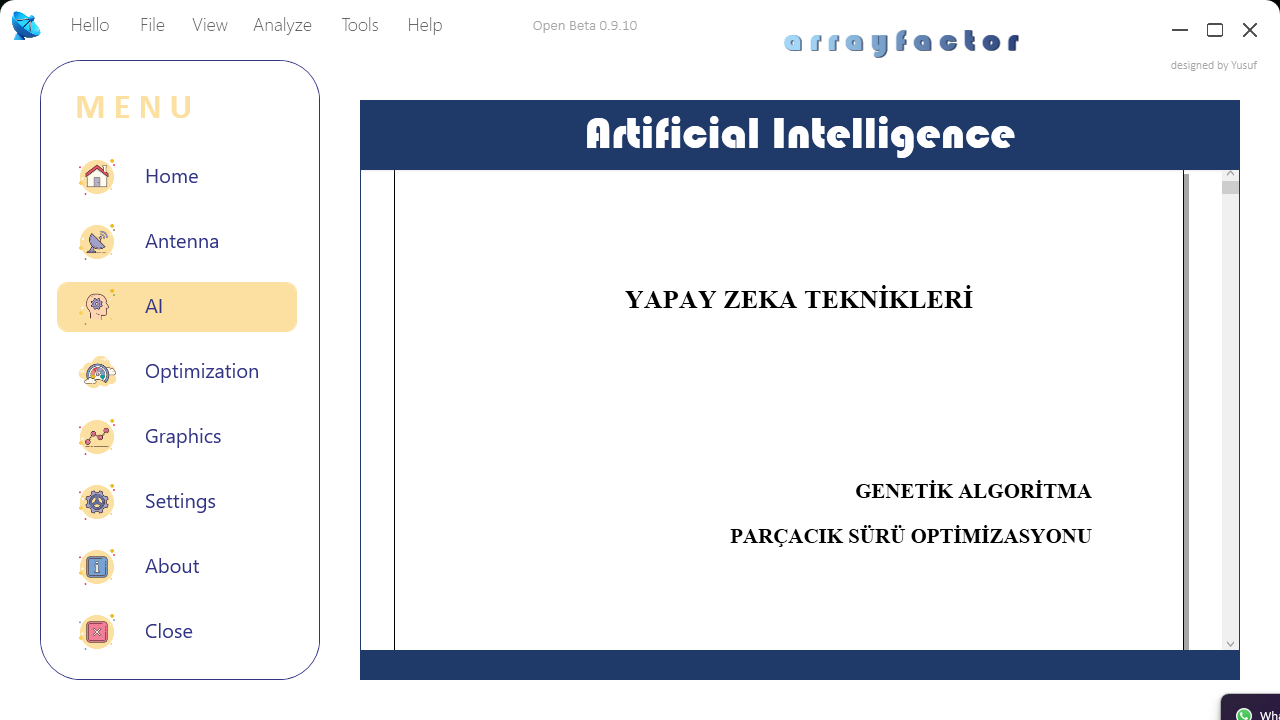 Hello File View Analyze Tools Help
Open Beta 0.9.10
arrayfactor
designed by Yusuf
MENU
Home
Antenna
AI
Optimization
Graphics
Settings
About
Close
Artificial Intelligence
YAPAY ZEKA TEKNİKLERİ
GENETİK ALGORİTMA
PARÇACIK SÜRÜ OPTİMİZASYONU